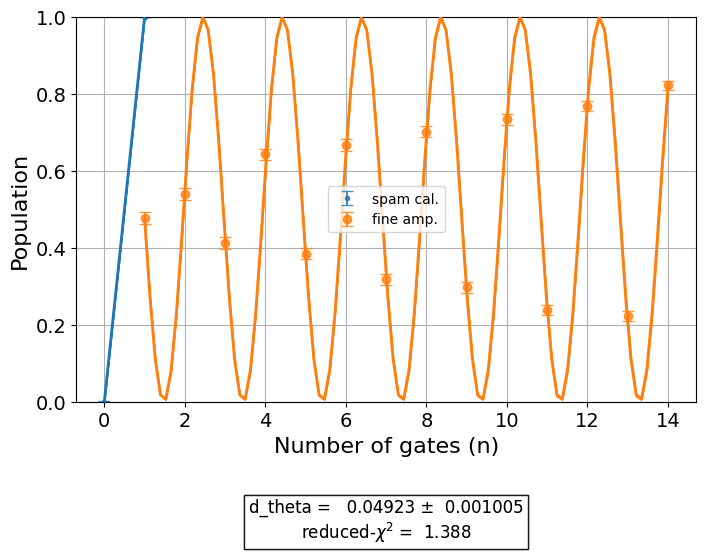 1.0
0.8
0.6
0.4
0.2
0.0
Population
spam cal.
fine amp.
0 2 4 6 8 10 12 14
Number of gates (n)
d_theta = 0.04923 ± 0.001005
reduced-χ² = 1.388